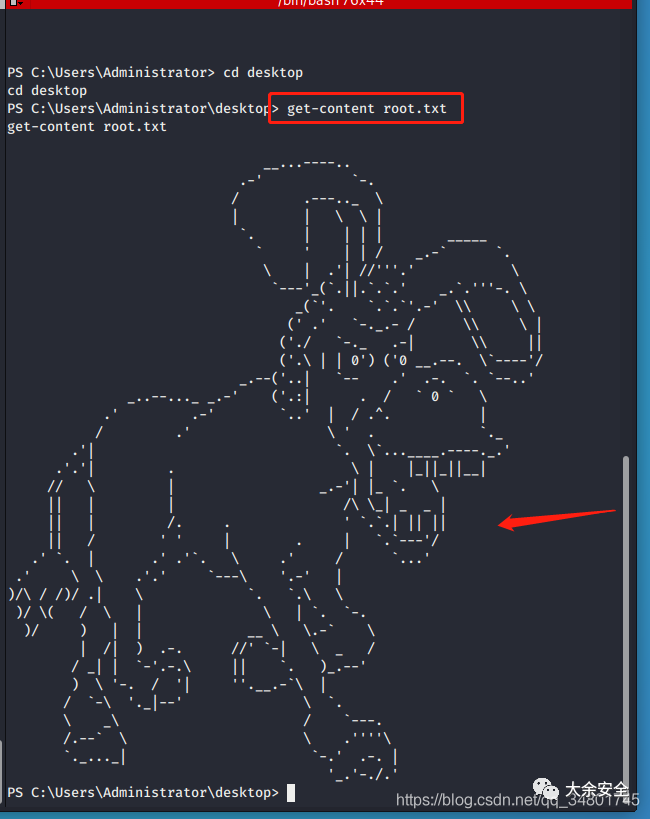 /bin/bash 76x44
PS C:\Users\Administrator> cd desktop
cd desktop
PS C:\Users\Administrator\desktop> get-content root.txt
get-content root.txt
PS C:\Users\Administrator\desktop>
大余安全
https://blog.csdn.net/qq_34801745